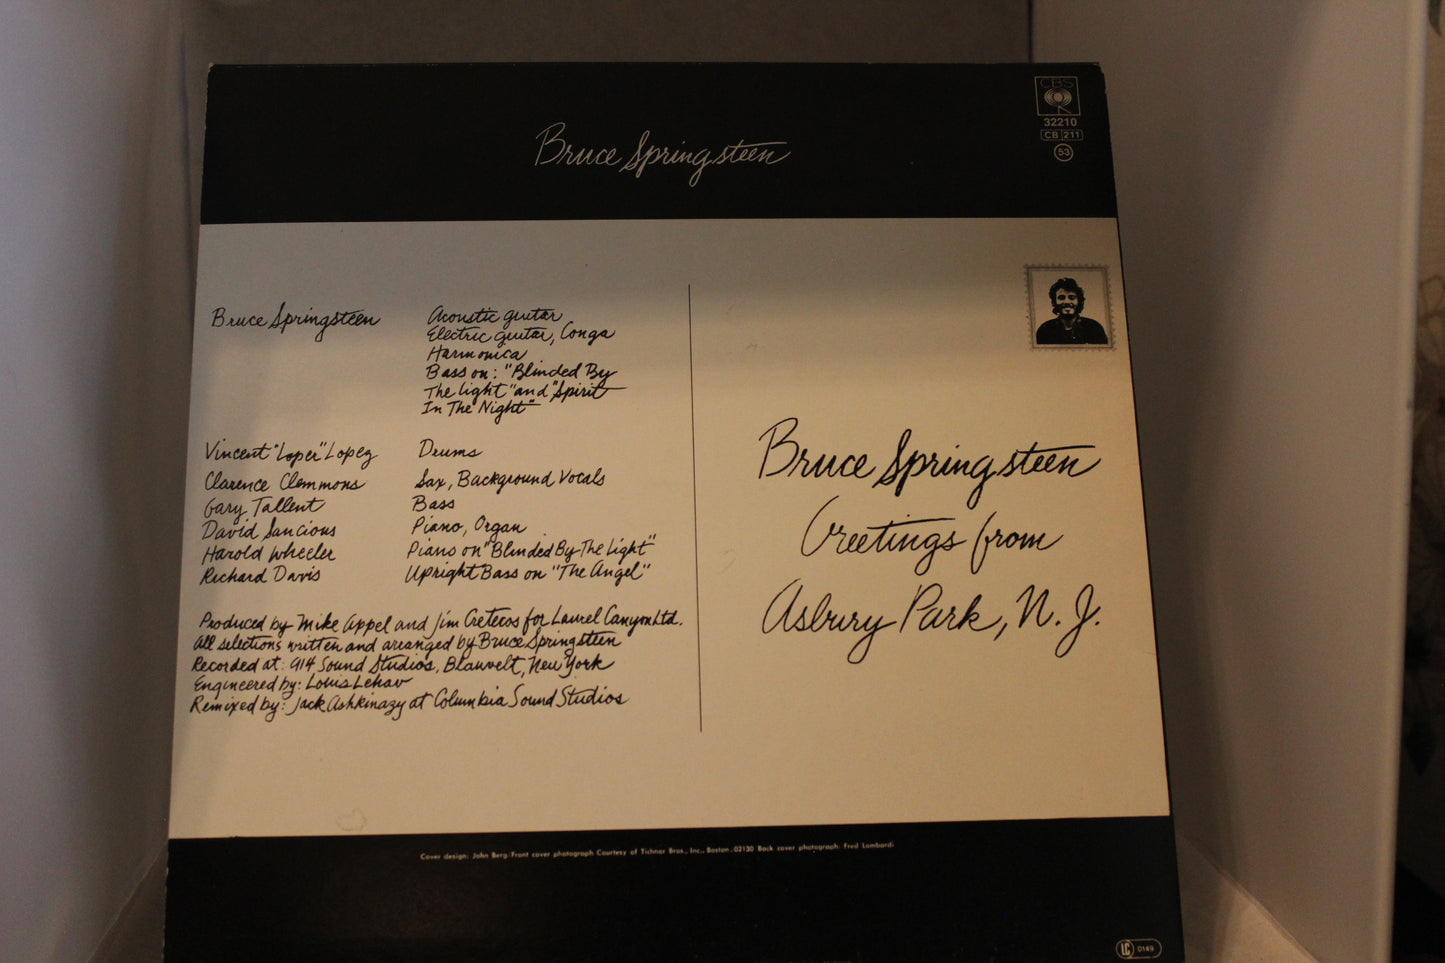 Bruce Springsteen
CBS
32210
CB 211
53
Bruce Springsteen Acoustic guitar
Electric guitar, Conga
Harmonica
Bass on: "Blinded By
The Light" and "Spirit
In The Night"
Vincent "Loper" Lopez Drums
Clarence Clemmons Sax, Background Vocals
Gary Tallent Bass
David Sancious Piano, Organ
Harold Wheeler Piano on "Blinded By The Light"
Richard Davis Upright Bass on "The Angel"
Produced by Mike Appel and Jim Cretecos for Laurel Canyon Ltd.
All selections written and arranged by Bruce Springsteen
Recorded at: 914 Sound Studios, Blauvelt, New York
Engineered by: Louis Lehav
Remixed by: Jack Ashkinazy at Columbia Sound Studios
Bruce Springsteen
Greetings from
Asbury Park, N. J.
Cover design: John Berg/Front cover photograph Courtesy of Tichnor Bros., Inc., Boston, 02130 Back cover photograph: Fred Lombardi
LC 0149